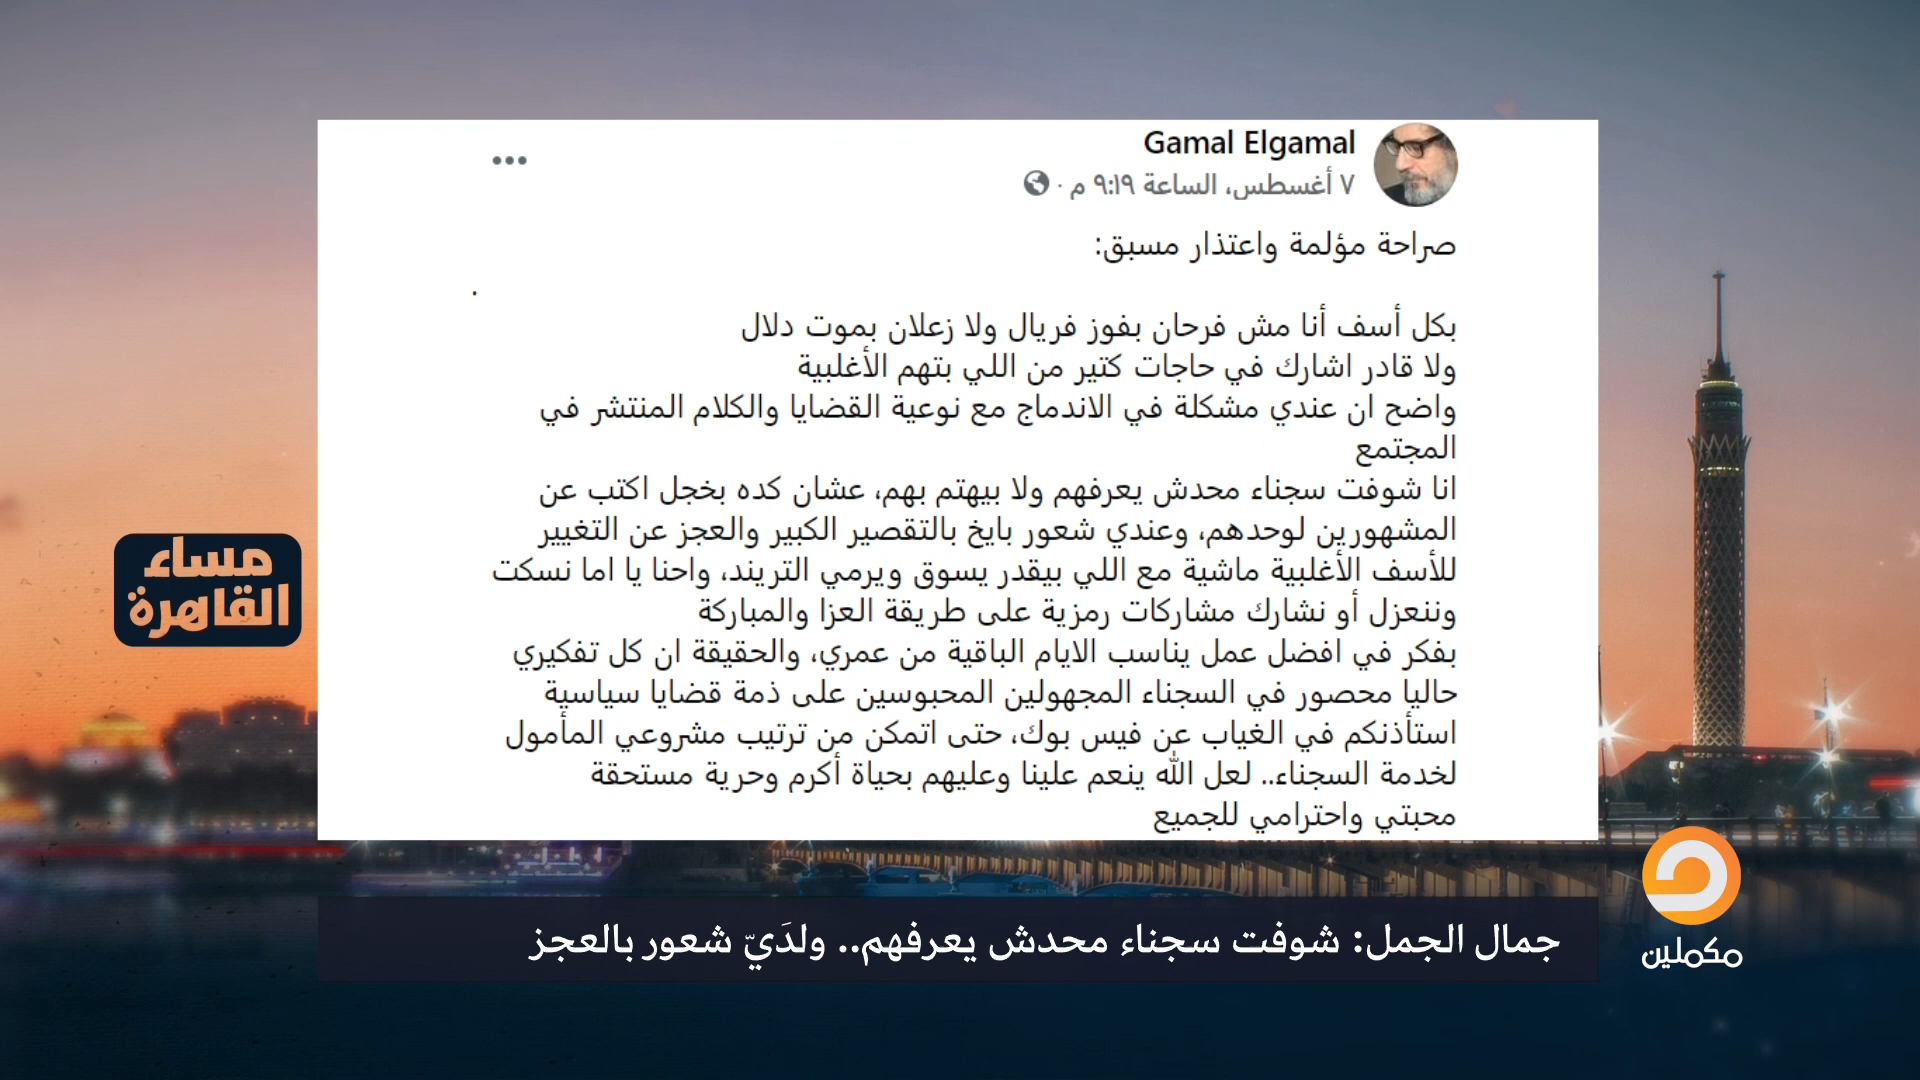 Gamal Elgamal
٧ أغسطس، الساعة ٩:١٩ م ·
صراحة مؤلمة واعتذار مسبق:
.
بكل أسف أنا مش فرحان بفوز فريال ولا زعلان بموت دلال
ولا قادر اشارك في حاجات كتير من اللي بتهم الأغلبية
واضح ان عندي مشكلة في الاندماج مع نوعية القضايا والكلام المنتشر في
المجتمع
انا شوفت سجناء محدش يعرفهم ولا بيهتم بهم، عشان كده بخجل اكتب عن
المشهورين لوحدهم، وعندي شعور بايخ بالتقصير الكبير والعجز عن التغيير
للأسف الأغلبية ماشية مع اللي بيقدر يسوق ويرمي التريند، واحنا يا اما نسكت
وننعزل أو نشارك مشاركات رمزية على طريقة العزا والمباركة
بفكر في افضل عمل يناسب الايام الباقية من عمري، والحقيقة ان كل تفكيري
حاليا محصور في السجناء المجهولين المحبوسين على ذمة قضايا سياسية
استأذنكم في الغياب عن فيس بوك، حتى اتمكن من ترتيب مشروعي المأمول
لخدمة السجناء.. لعل الله ينعم علينا وعليهم بحياة أكرم وحرية مستحقة
محبتي واحترامي للجميع
مساء
القاهرة
جمال الجمل: شوفت سجناء محدش يعرفهم.. ولدَيّ شعور بالعجز
مكملين